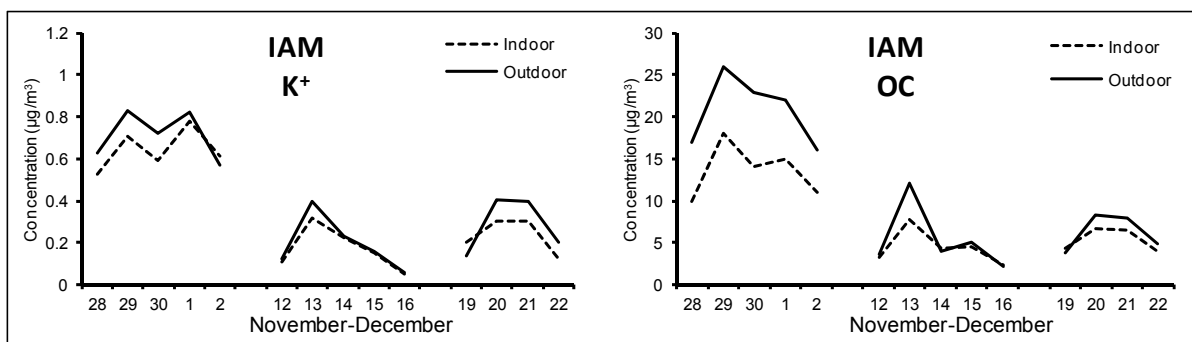 IAM
K⁺
Indoor
Outdoor
Concentration (µg/m³)
1.2
1
0.8
0.6
0.4
0.2
0
28 29 30 1 2 12 13 14 15 16 19 20 21 22
November-December
IAM
OC
Indoor
Outdoor
Concentration (µg/m³)
30
25
20
15
10
5
0
28 29 30 1 2 12 13 14 15 16 19 20 21 22
November-December